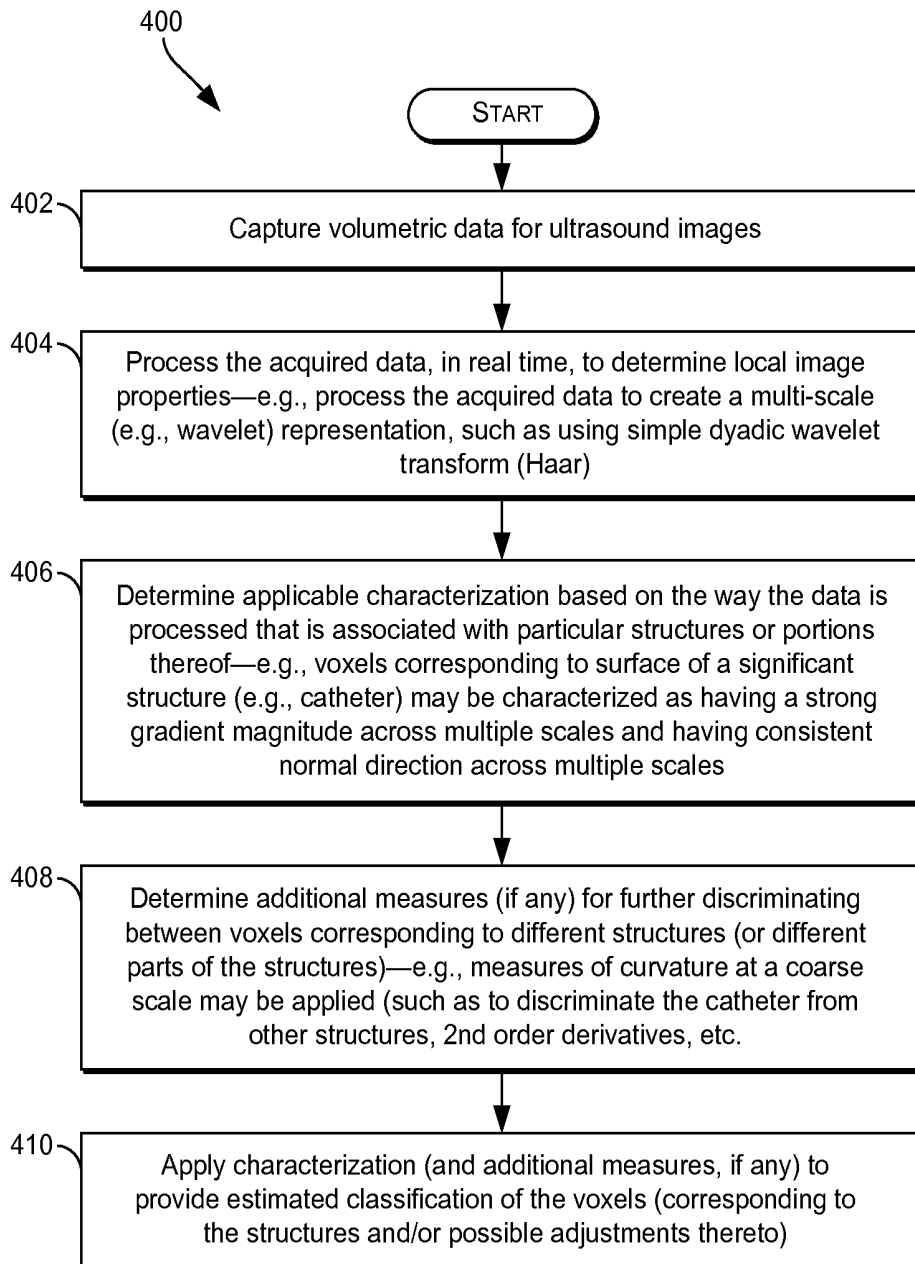 400
START
402
Capture volumetric data for ultrasound images
404
Process the acquired data, in real time, to determine local image
properties—e.g., process the acquired data to create a multi-scale
(e.g., wavelet) representation, such as using simple dyadic wavelet
transform (Haar)
406
Determine applicable characterization based on the way the data is
processed that is associated with particular structures or portions
thereof—e.g., voxels corresponding to surface of a significant
structure (e.g., catheter) may be characterized as having a strong
gradient magnitude across multiple scales and having consistent
normal direction across multiple scales
408
Determine additional measures (if any) for further discriminating
between voxels corresponding to different structures (or different
parts of the structures)—e.g., measures of curvature at a coarse
scale may be applied (such as to discriminate the catheter from
other structures, 2nd order derivatives, etc.
410
Apply characterization (and additional measures, if any) to
provide estimated classification of the voxels (corresponding to
the structures and/or possible adjustments thereto)